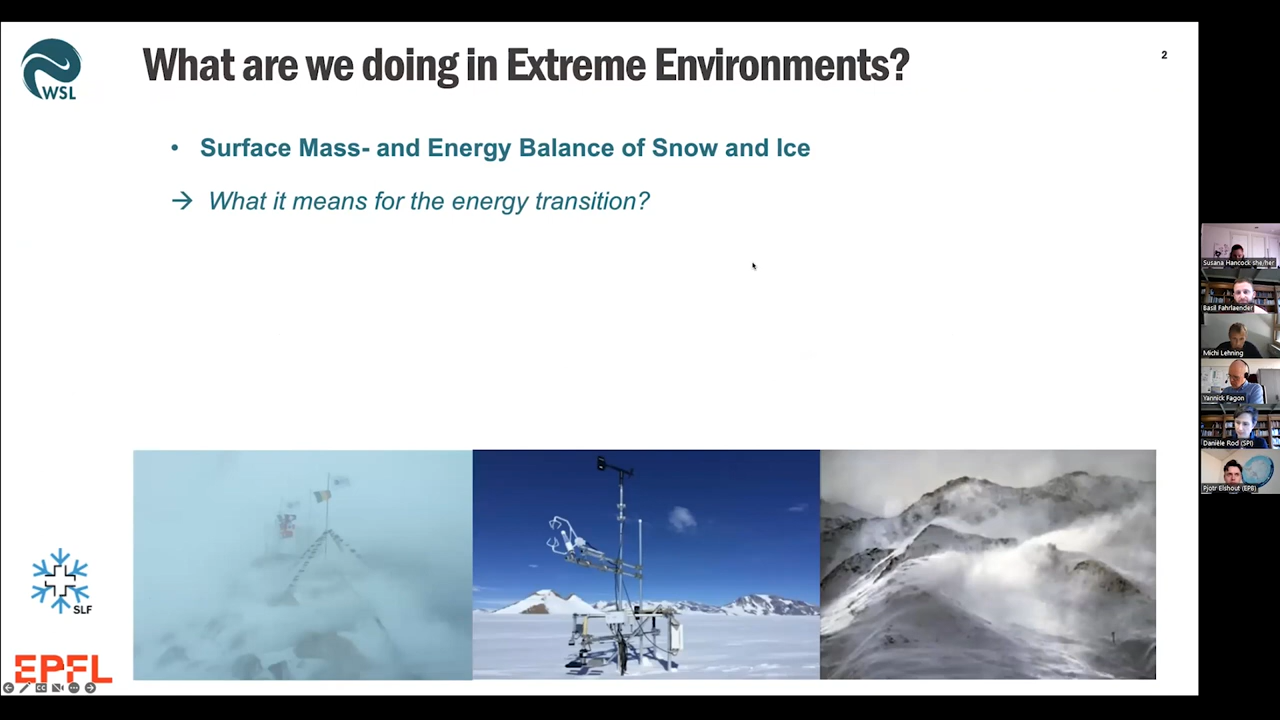 WSL
What are we doing in Extreme Environments?
2
• Surface Mass- and Energy Balance of Snow and Ice
→ What it means for the energy transition?
SLF
EPFL
CC
Susana Hancock she/her
Basil Fahrlaender
Michi Lehning
Yannick Fagon
Danièle Rod (SPI)
Pjotr Elshout (EPB)